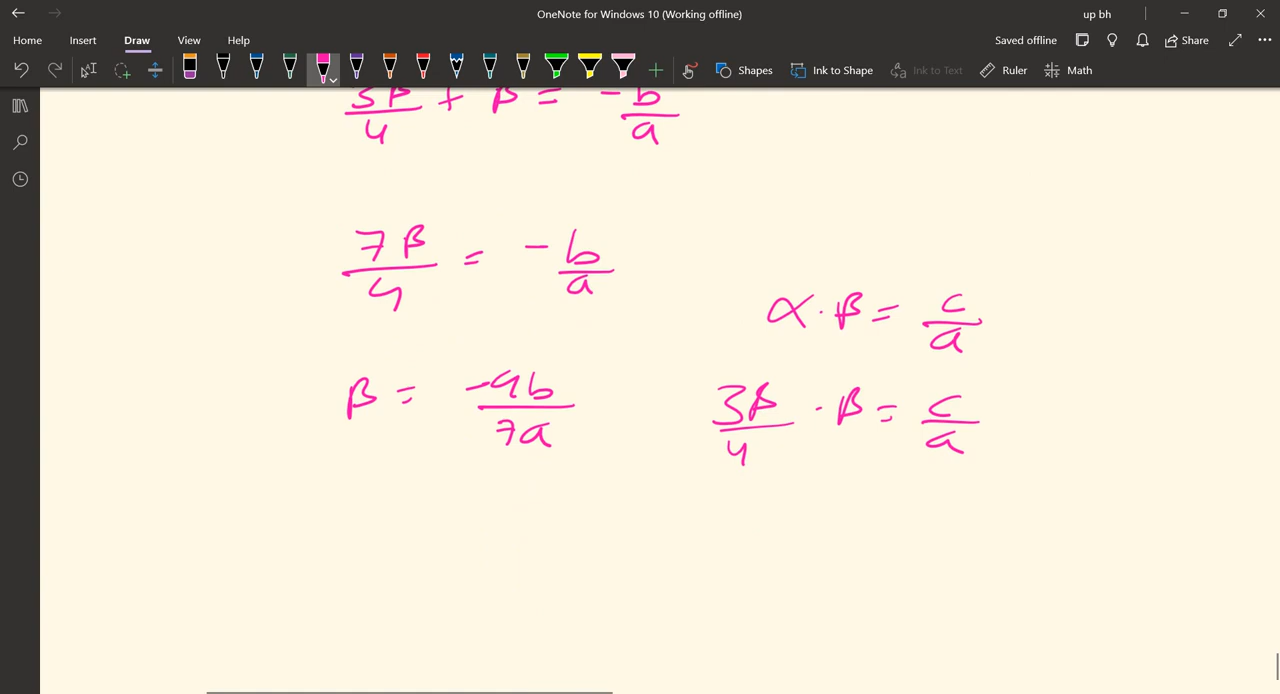 OneNote for Windows 10 (Working offline)
up bh
Home Insert Draw View Help
Saved offline
Share
Shapes
Ink to Shape
Ink to Text
Ruler
Math
3β/4 + β = -b/a
7β/4 = -b/a
α · β = c/a
β = -4b/7a
3β/4 · β = c/a